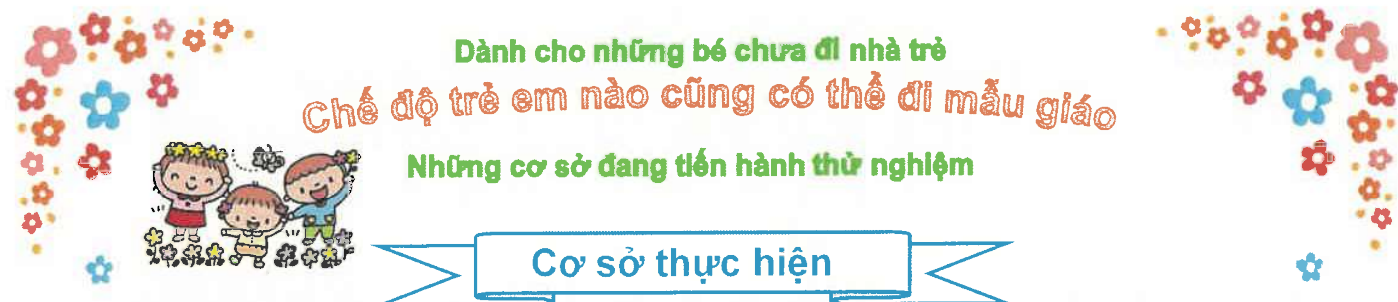 Dành cho những bé chưa đi nhà trẻ
Chế độ trẻ em nào cũng có thể đi mẫu giáo
Những cơ sở đang tiến hành thử nghiệm
Cơ sở thực hiện